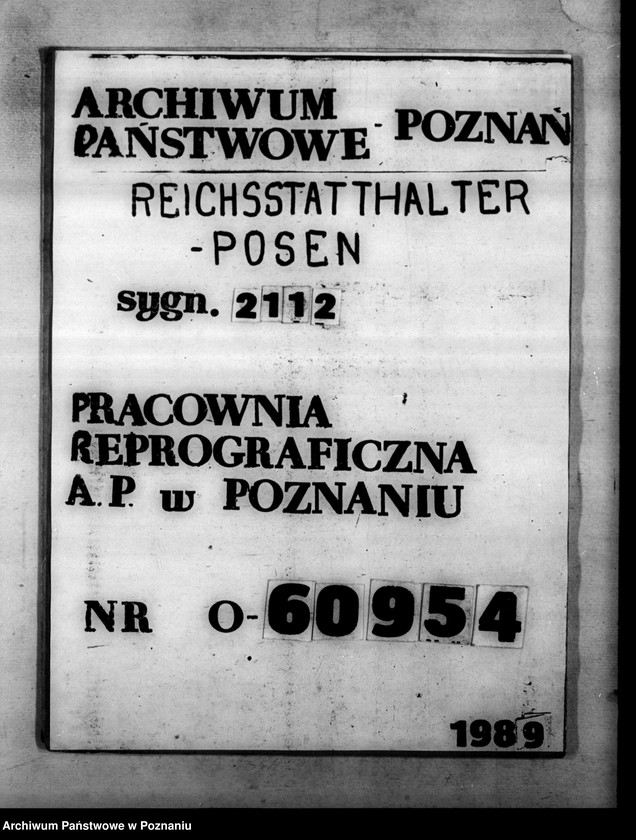 ARCHIWUM
PAŃSTWOWE - POZNAŃ
REICHSSTATTHALTER
-POSEN
sygn. 2112
PRACOWNIA
REPROGRAFICZNA
A.P. w POZNANIU
NR O-60954
1989
Archiwum Państwowe w Poznaniu